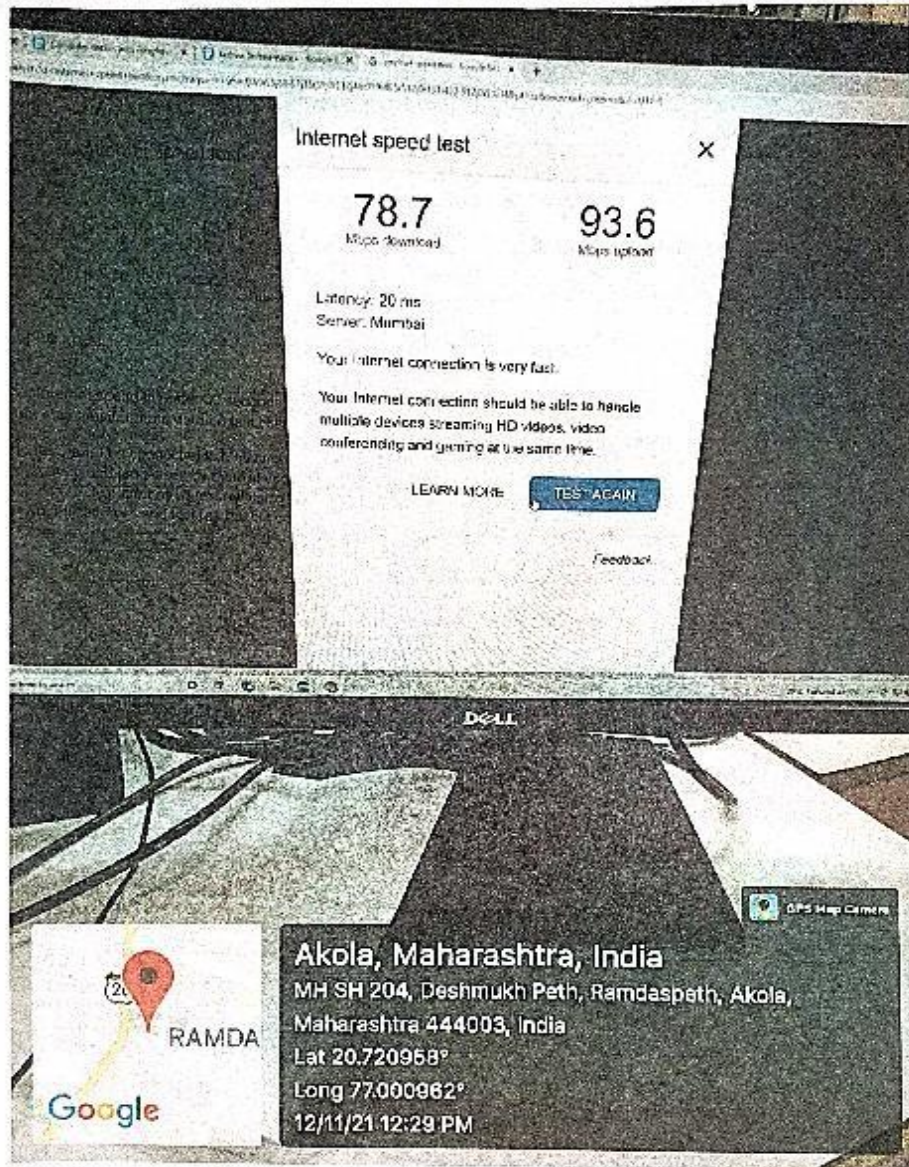 Internet speed test
78.7
Mbps download
93.6
Mbps upload
Latency: 20 ms
Server: Mumbai
Your Internet connection is very fast.
Your Internet connection should be able to handle
multiple devices streaming HD videos, video
conferencing and gaming at the same time.
LEARN MORE
TEST AGAIN
Feedback
DELL
GPS Map Camera
Akola, Maharashtra, India
MH SH 204, Deshmukh Peth, Ramdaspeth, Akola,
Maharashtra 444003, India
Lat 20.720958°
Long 77.000962°
12/11/21 12:29 PM
RAMDA
Google